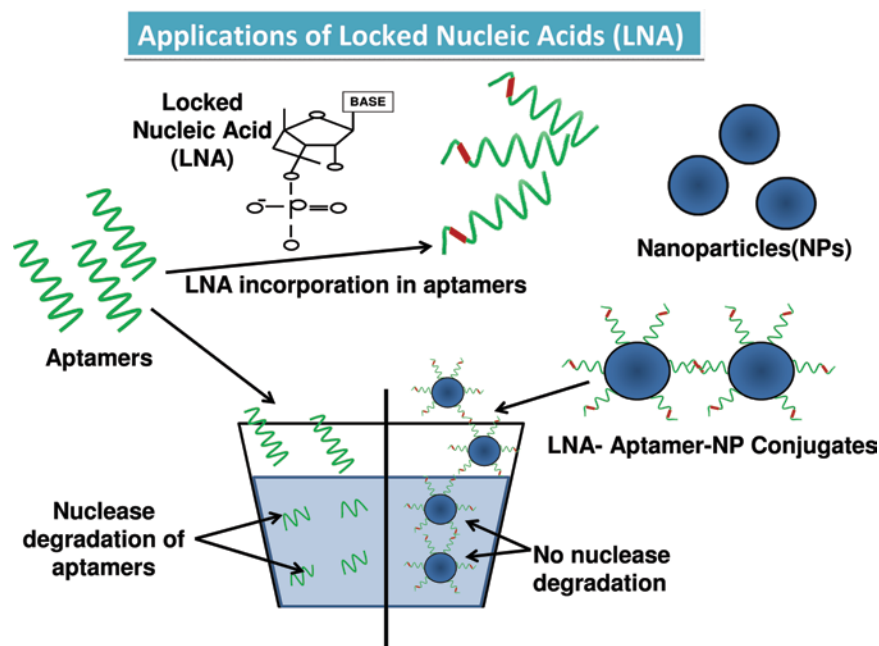 Applications of Locked Nucleic Acids (LNA)
Locked
Nucleic Acid
(LNA)
BASE
O
O
O
O⁻
P
O
O
Nanoparticles(NPs)
LNA incorporation in aptamers
Aptamers
LNA- Aptamer-NP Conjugates
Nuclease
degradation of
aptamers
No nuclease
degradation